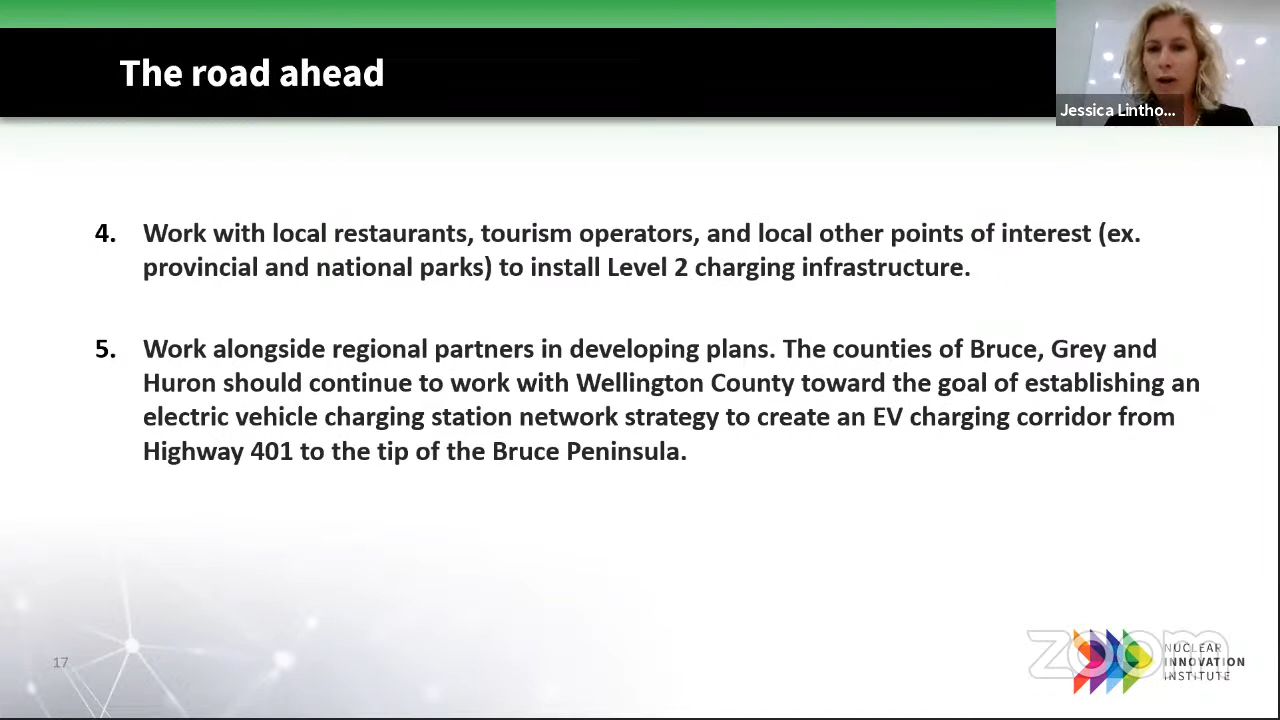 The road ahead
Jessica Lintho...
4. Work with local restaurants, tourism operators, and local other points of interest (ex.
provincial and national parks) to install Level 2 charging infrastructure.
5. Work alongside regional partners in developing plans. The counties of Bruce, Grey and
Huron should continue to work with Wellington County toward the goal of establishing an
electric vehicle charging station network strategy to create an EV charging corridor from
Highway 401 to the tip of the Bruce Peninsula.
17
zoom
NUCLEAR
INNOVATION
INSTITUTE